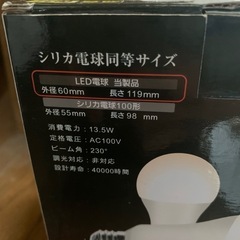 シリカ電球同等サイズ
LED電球 当製品
外径60mm 長さ119mm
シリカ電球100形
外径55mm 長さ98 mm
消費電力：13.5W
定格電圧：AC100V
ビーム角：230°
調光対応：非対応
設計寿命：40000時間